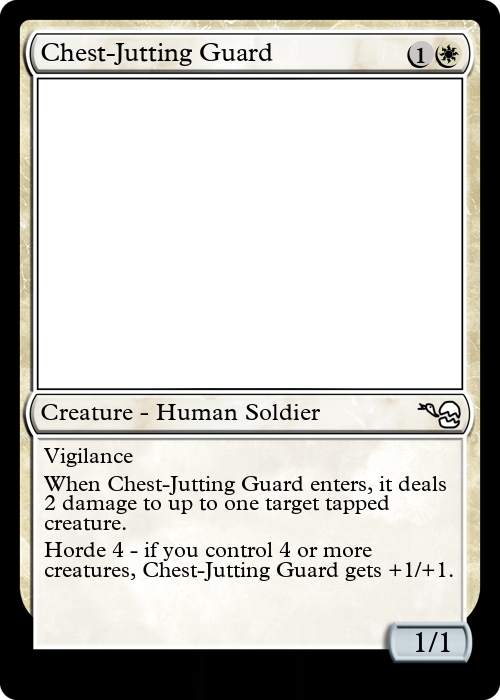 Chest-Jutting Guard 1
Creature - Human Soldier
Vigilance
When Chest-Jutting Guard enters, it deals
2 damage to up to one target tapped
creature.
Horde 4 - if you control 4 or more
creatures, Chest-Jutting Guard gets +1/+1.
1/1